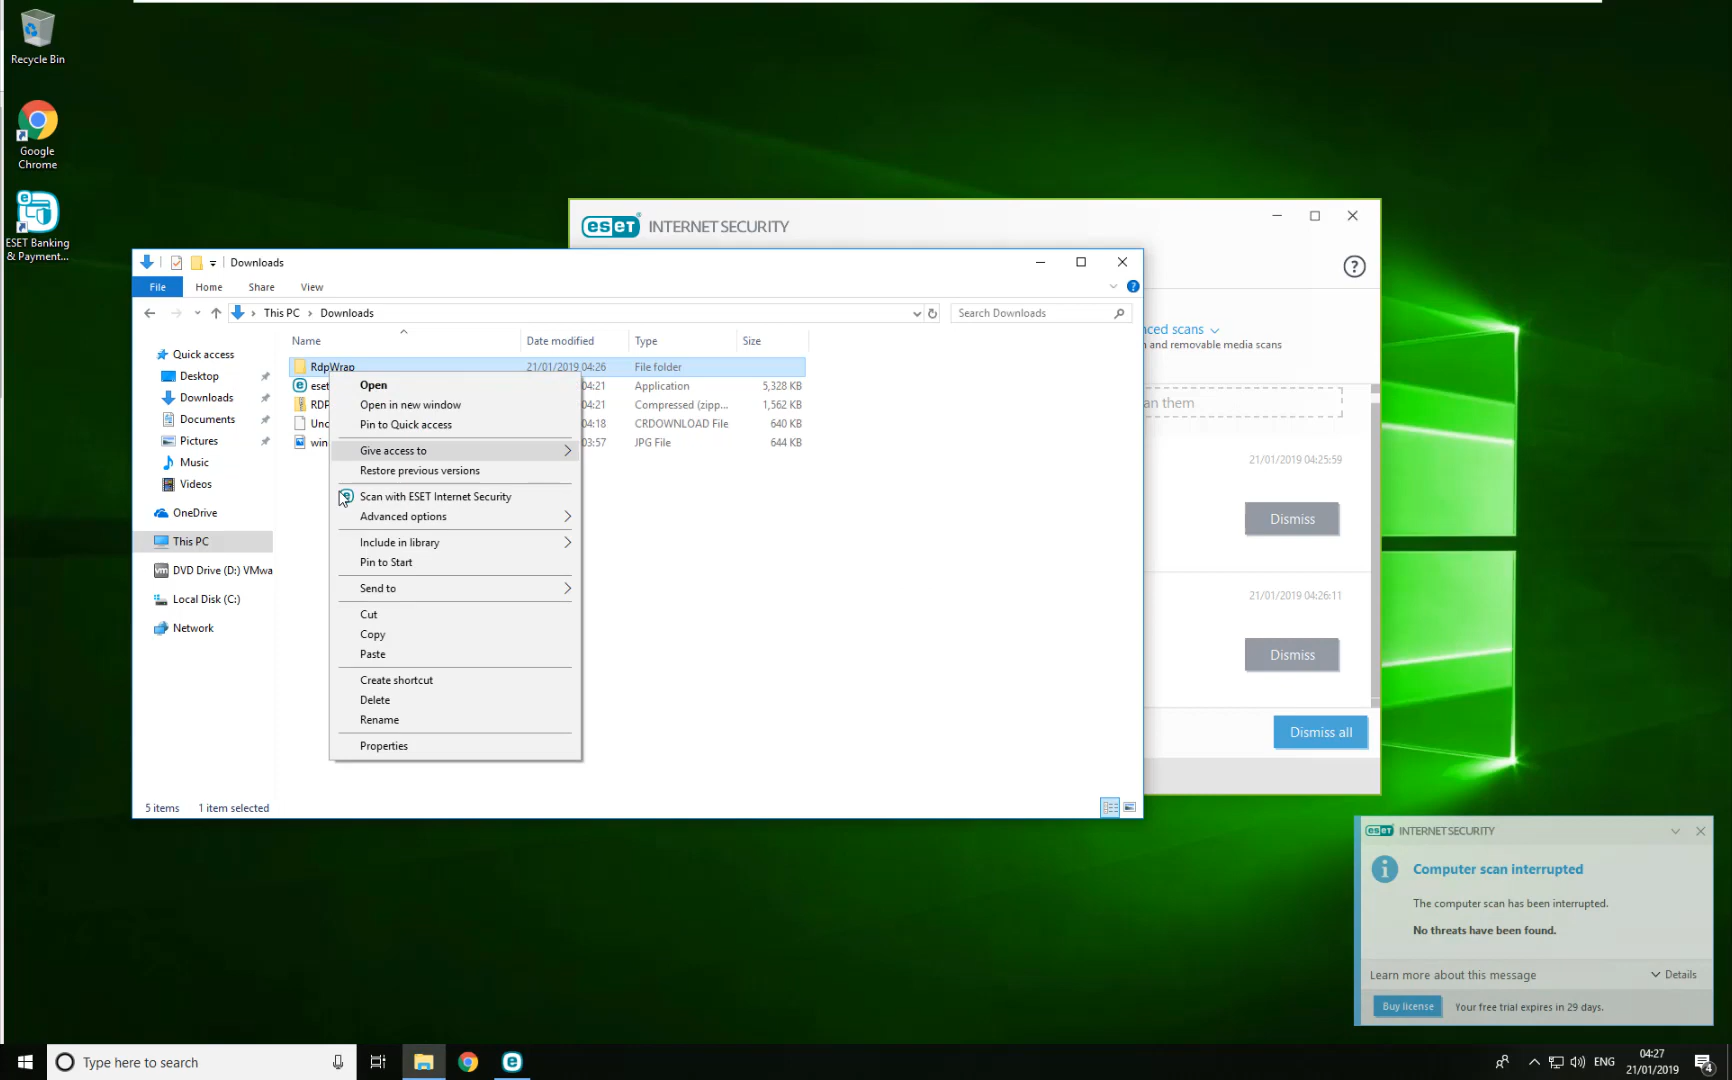 Recycle Bin
Google
Chrome
ESET Banking
& Payment...
eset INTERNET SECURITY
Downloads
File Home Share View
This PC Downloads
Search Downloads
Name Date modified Type Size
Quick access
Desktop
Downloads
Documents
Pictures
Music
Videos
OneDrive
This PC
DVD Drive (D:) VMwa
Local Disk (C:)
Network
RdpWrap 21/01/2019 04:26 File folder
eset 04:21 Application 5,328 KB
RDP 04:21 Compressed (zipp... 1,562 KB
Unc 04:18 CRDOWNLOAD File 640 KB
win 03:57 JPG File 644 KB
Open
Open in new window
Pin to Quick access
Give access to
Restore previous versions
Scan with ESET Internet Security
Advanced options
Include in library
Pin to Start
Send to
Cut
Copy
Paste
Create shortcut
Delete
Rename
Properties
5 items 1 item selected
ced scans
and removable media scans
an them
21/01/2019 04:25:59
Dismiss
21/01/2019 04:26:11
Dismiss
Dismiss all
eset INTERNET SECURITY
Computer scan interrupted
The computer scan has been interrupted.
No threats have been found.
Learn more about this message
Details
Buy license Your free trial expires in 29 days.
Type here to search
ENG
04:27
21/01/2019
4